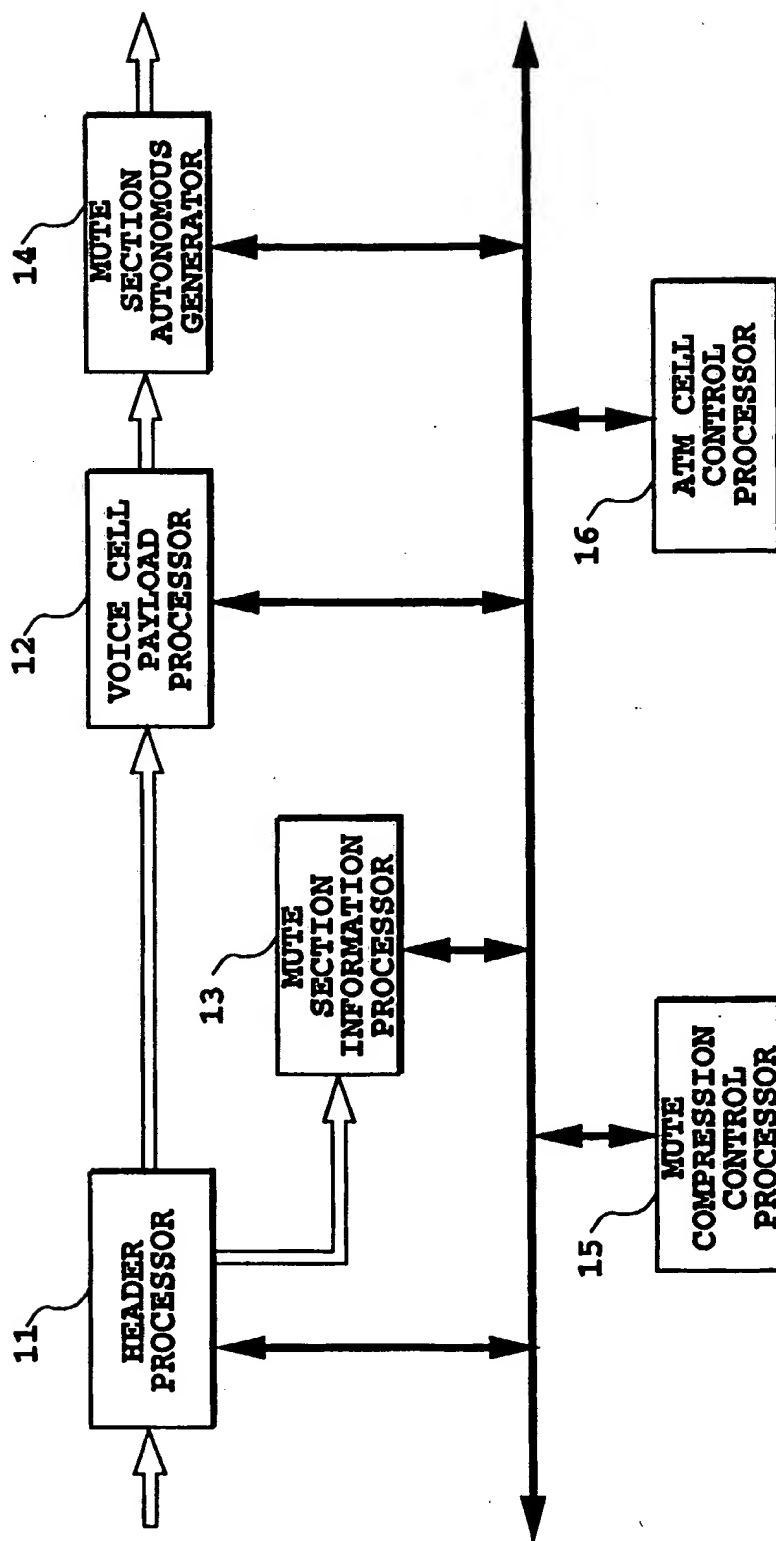 11
HEADER
PROCESSOR
12
VOICE CELL
PAYLOAD
PROCESSOR
14
MUTE
SECTION
AUTONOMOUS
GENERATOR
13
MUTE
SECTION
INFORMATION
PROCESSOR
15
MUTE
COMPRESSION
CONTROL
PROCESSOR
16
ATM CELL
CONTROL
PROCESSOR